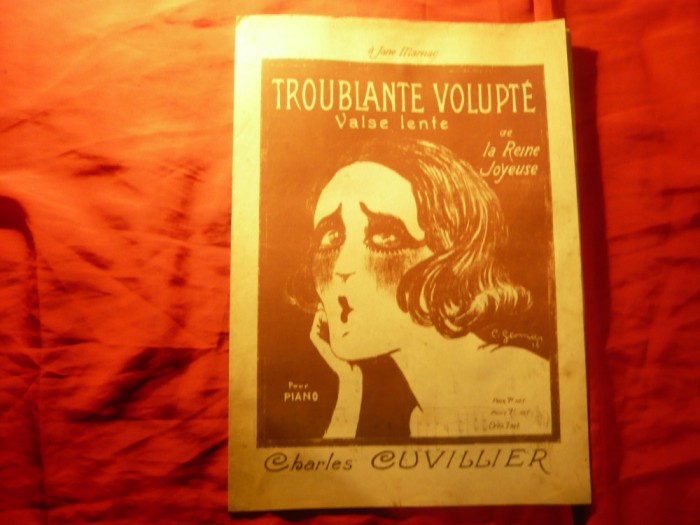 à Jane Marnac
TROUBLANTE VOLUPTÉ
Valse lente
de
la Reine
Joyeuse
Pour
PIANO
Charles CUVILLIER